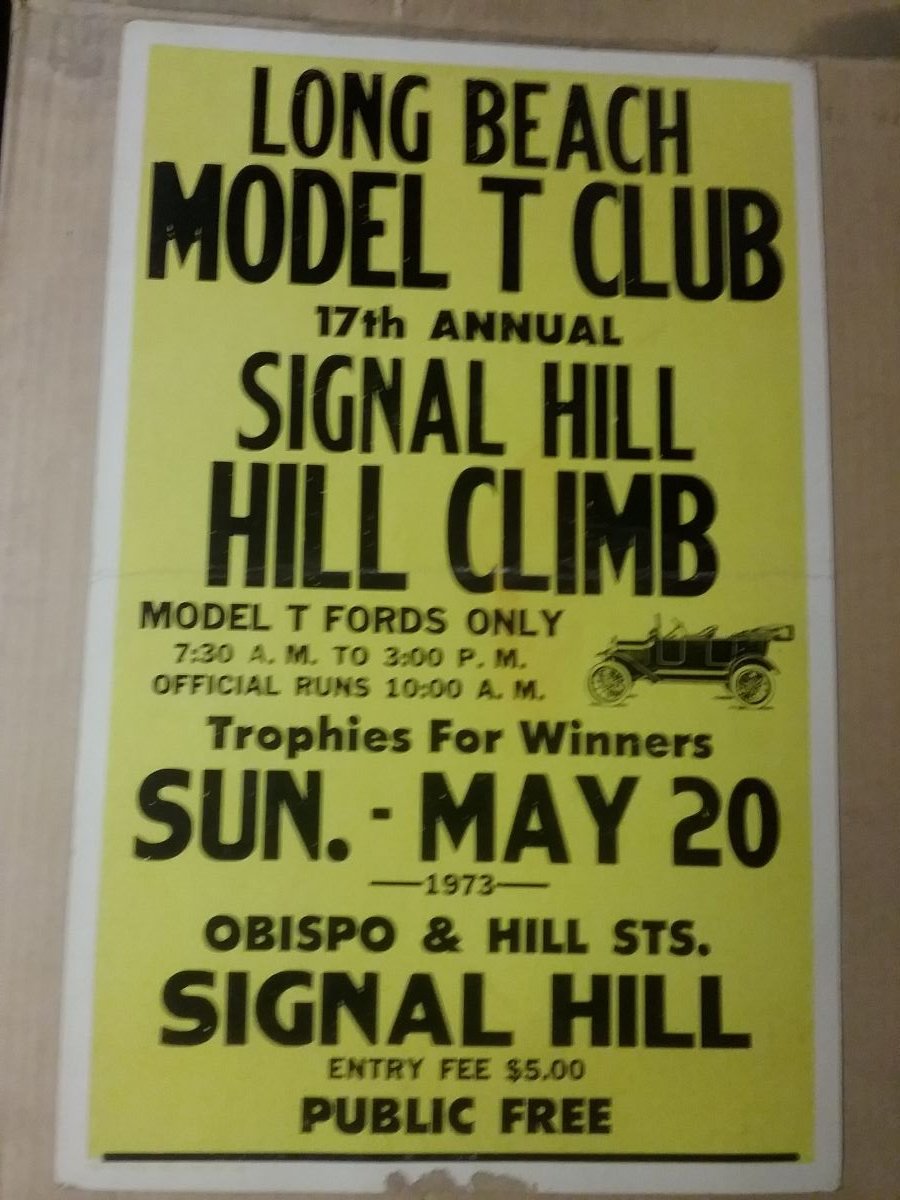 LONG BEACH
MODEL T CLUB
17th ANNUAL
SIGNAL HILL
HILL CLIMB
MODEL T FORDS ONLY
7:30 A. M. TO 3:00 P. M.
OFFICIAL RUNS 10:00 A. M.
Trophies For Winners
SUN. - MAY 20
—1973—
OBISPO & HILL STS.
SIGNAL HILL
ENTRY FEE $5.00
PUBLIC FREE